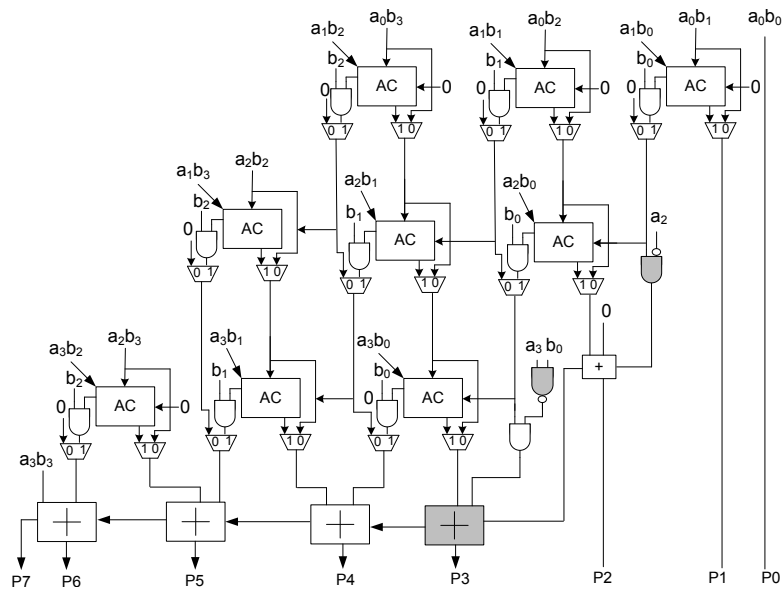 a1b2 a0b3 a1b1 a0b2 a1b0 a0b1 a0b0
b2 AC 0 b1 AC 0 b0 AC 0
0 0 0
0 1 1 0 0 1 1 0 0 1 1 0
a1b3 a2b2 a2b1 a2b0
b2 AC b1 AC b0 AC a2
0
0 1 1 0 0 1 1 0 0 1 1 0
0
a3b2 a2b3 a3b1 a3b0 a3 b0
+
b2 AC 0 b1 AC b0 AC
0 0
0 1 1 0 0 1 1 0 0 1 1 0
a3b3
P7 P6 P5 P4 P3 P2 P1 P0